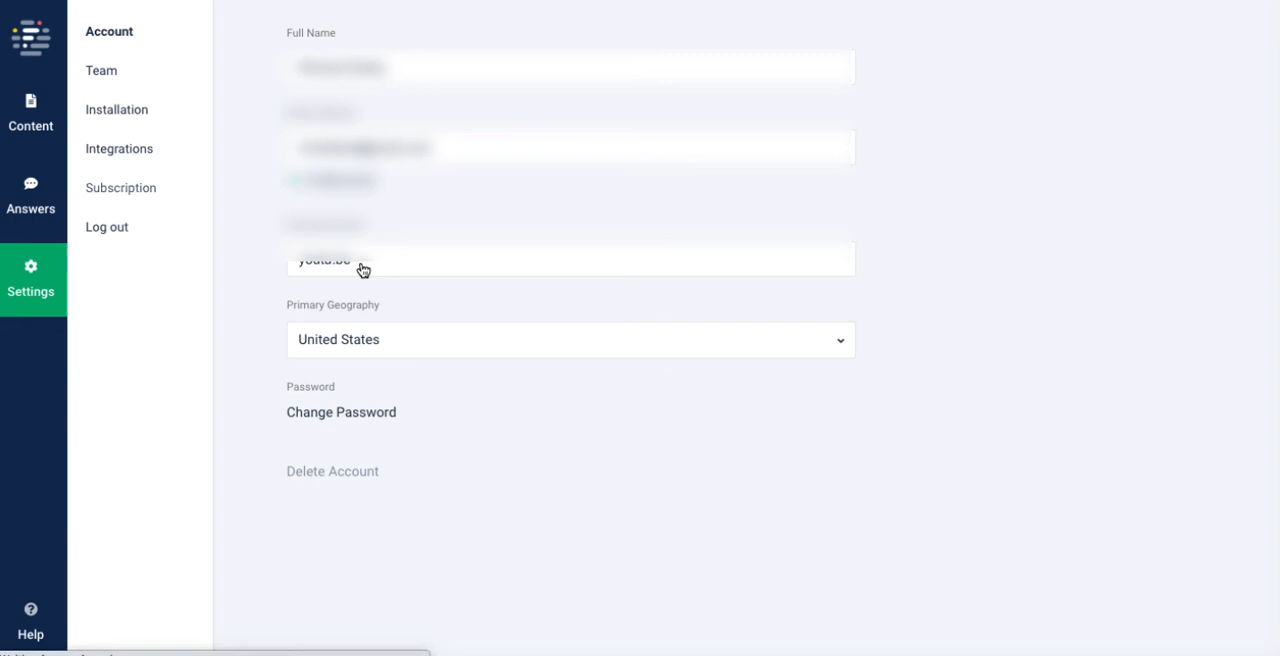 Content
Answers
Settings
Help
Account
Team
Installation
Integrations
Subscription
Log out
Full Name
youtu.be
Primary Geography
United States
Password
Change Password
Delete Account